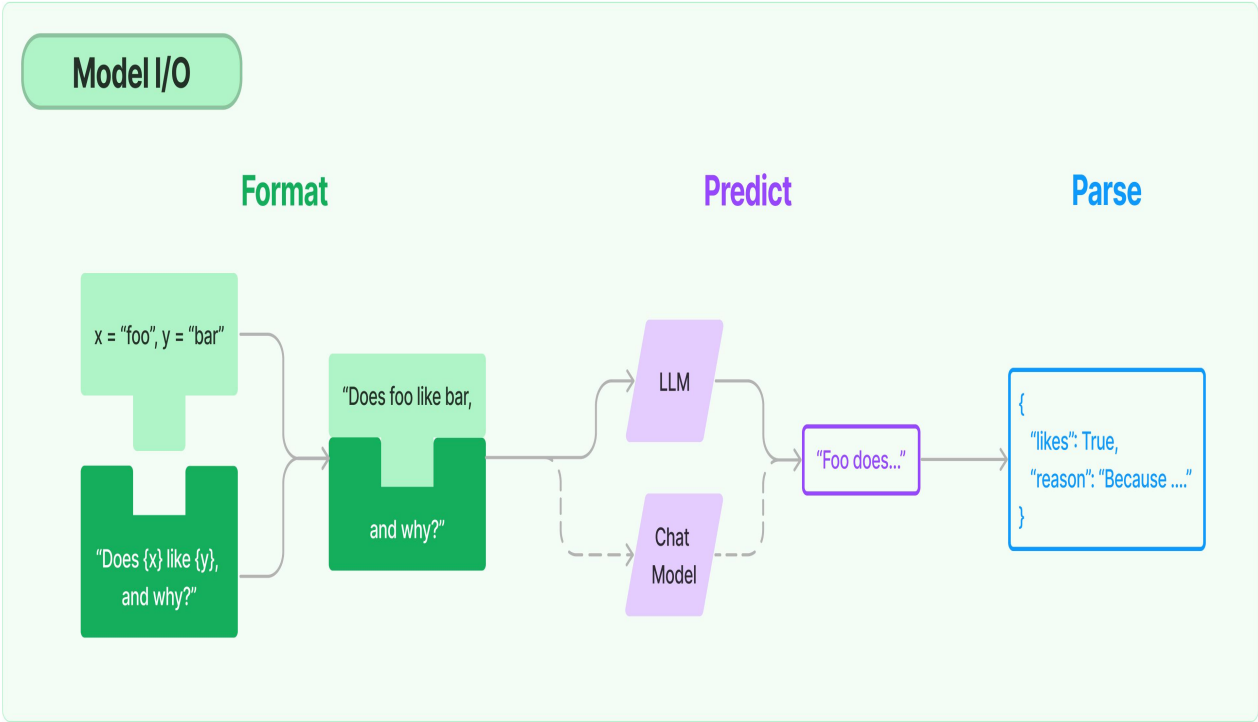 Model I/O
Format
Predict
Parse
x = “foo”, y = “bar”
“Does {x} like {y},
and why?”
“Does foo like bar,
and why?”
LLM
Chat
Model
“Foo does...”
{
“likes”: True,
“reason”: “Because ....”
}